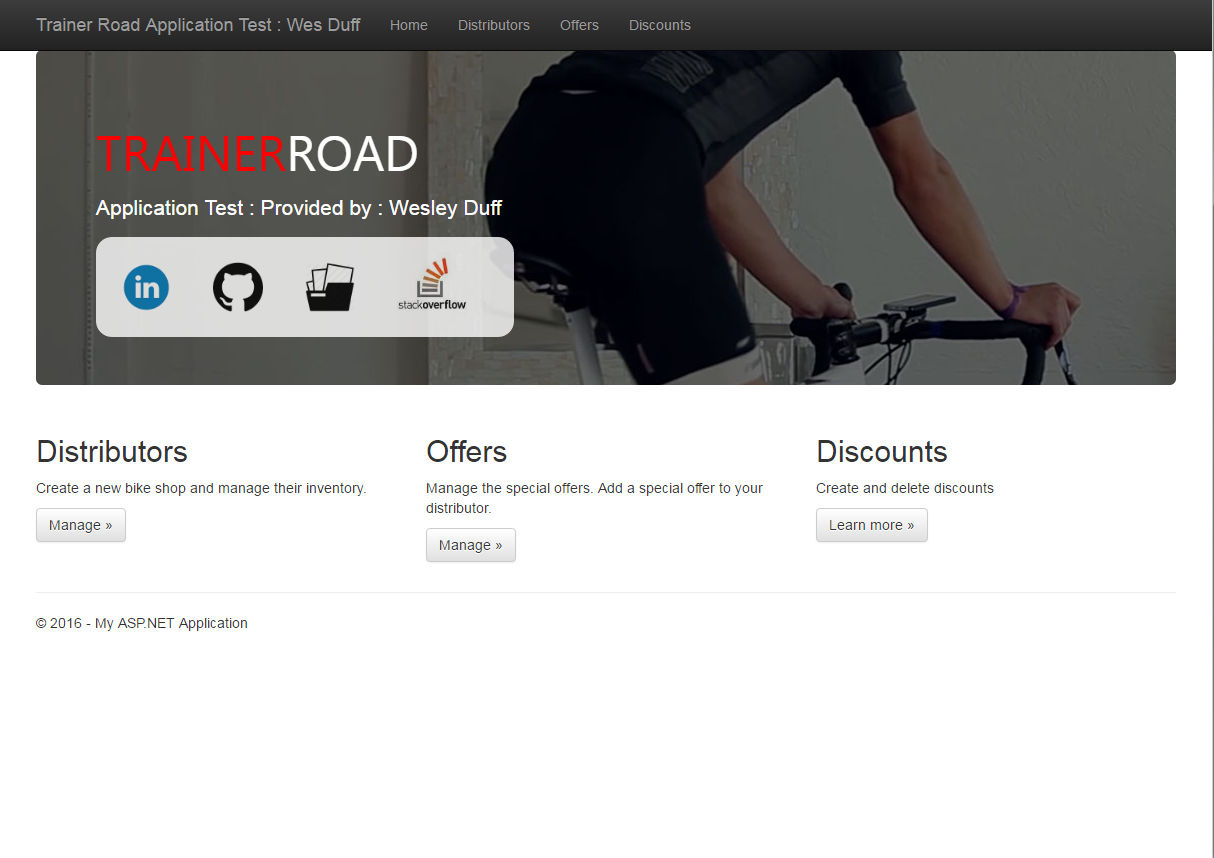 Trainer Road Application Test : Wes Duff
Home
Distributors
Offers
Discounts
TRAINERROAD
Application Test : Provided by : Wesley Duff
in
stackoverflow
Distributors
Create a new bike shop and manage their inventory.
Manage »
Offers
Manage the special offers. Add a special offer to your
distributor.
Manage »
Discounts
Create and delete discounts
Learn more »
© 2016 - My ASP.NET Application